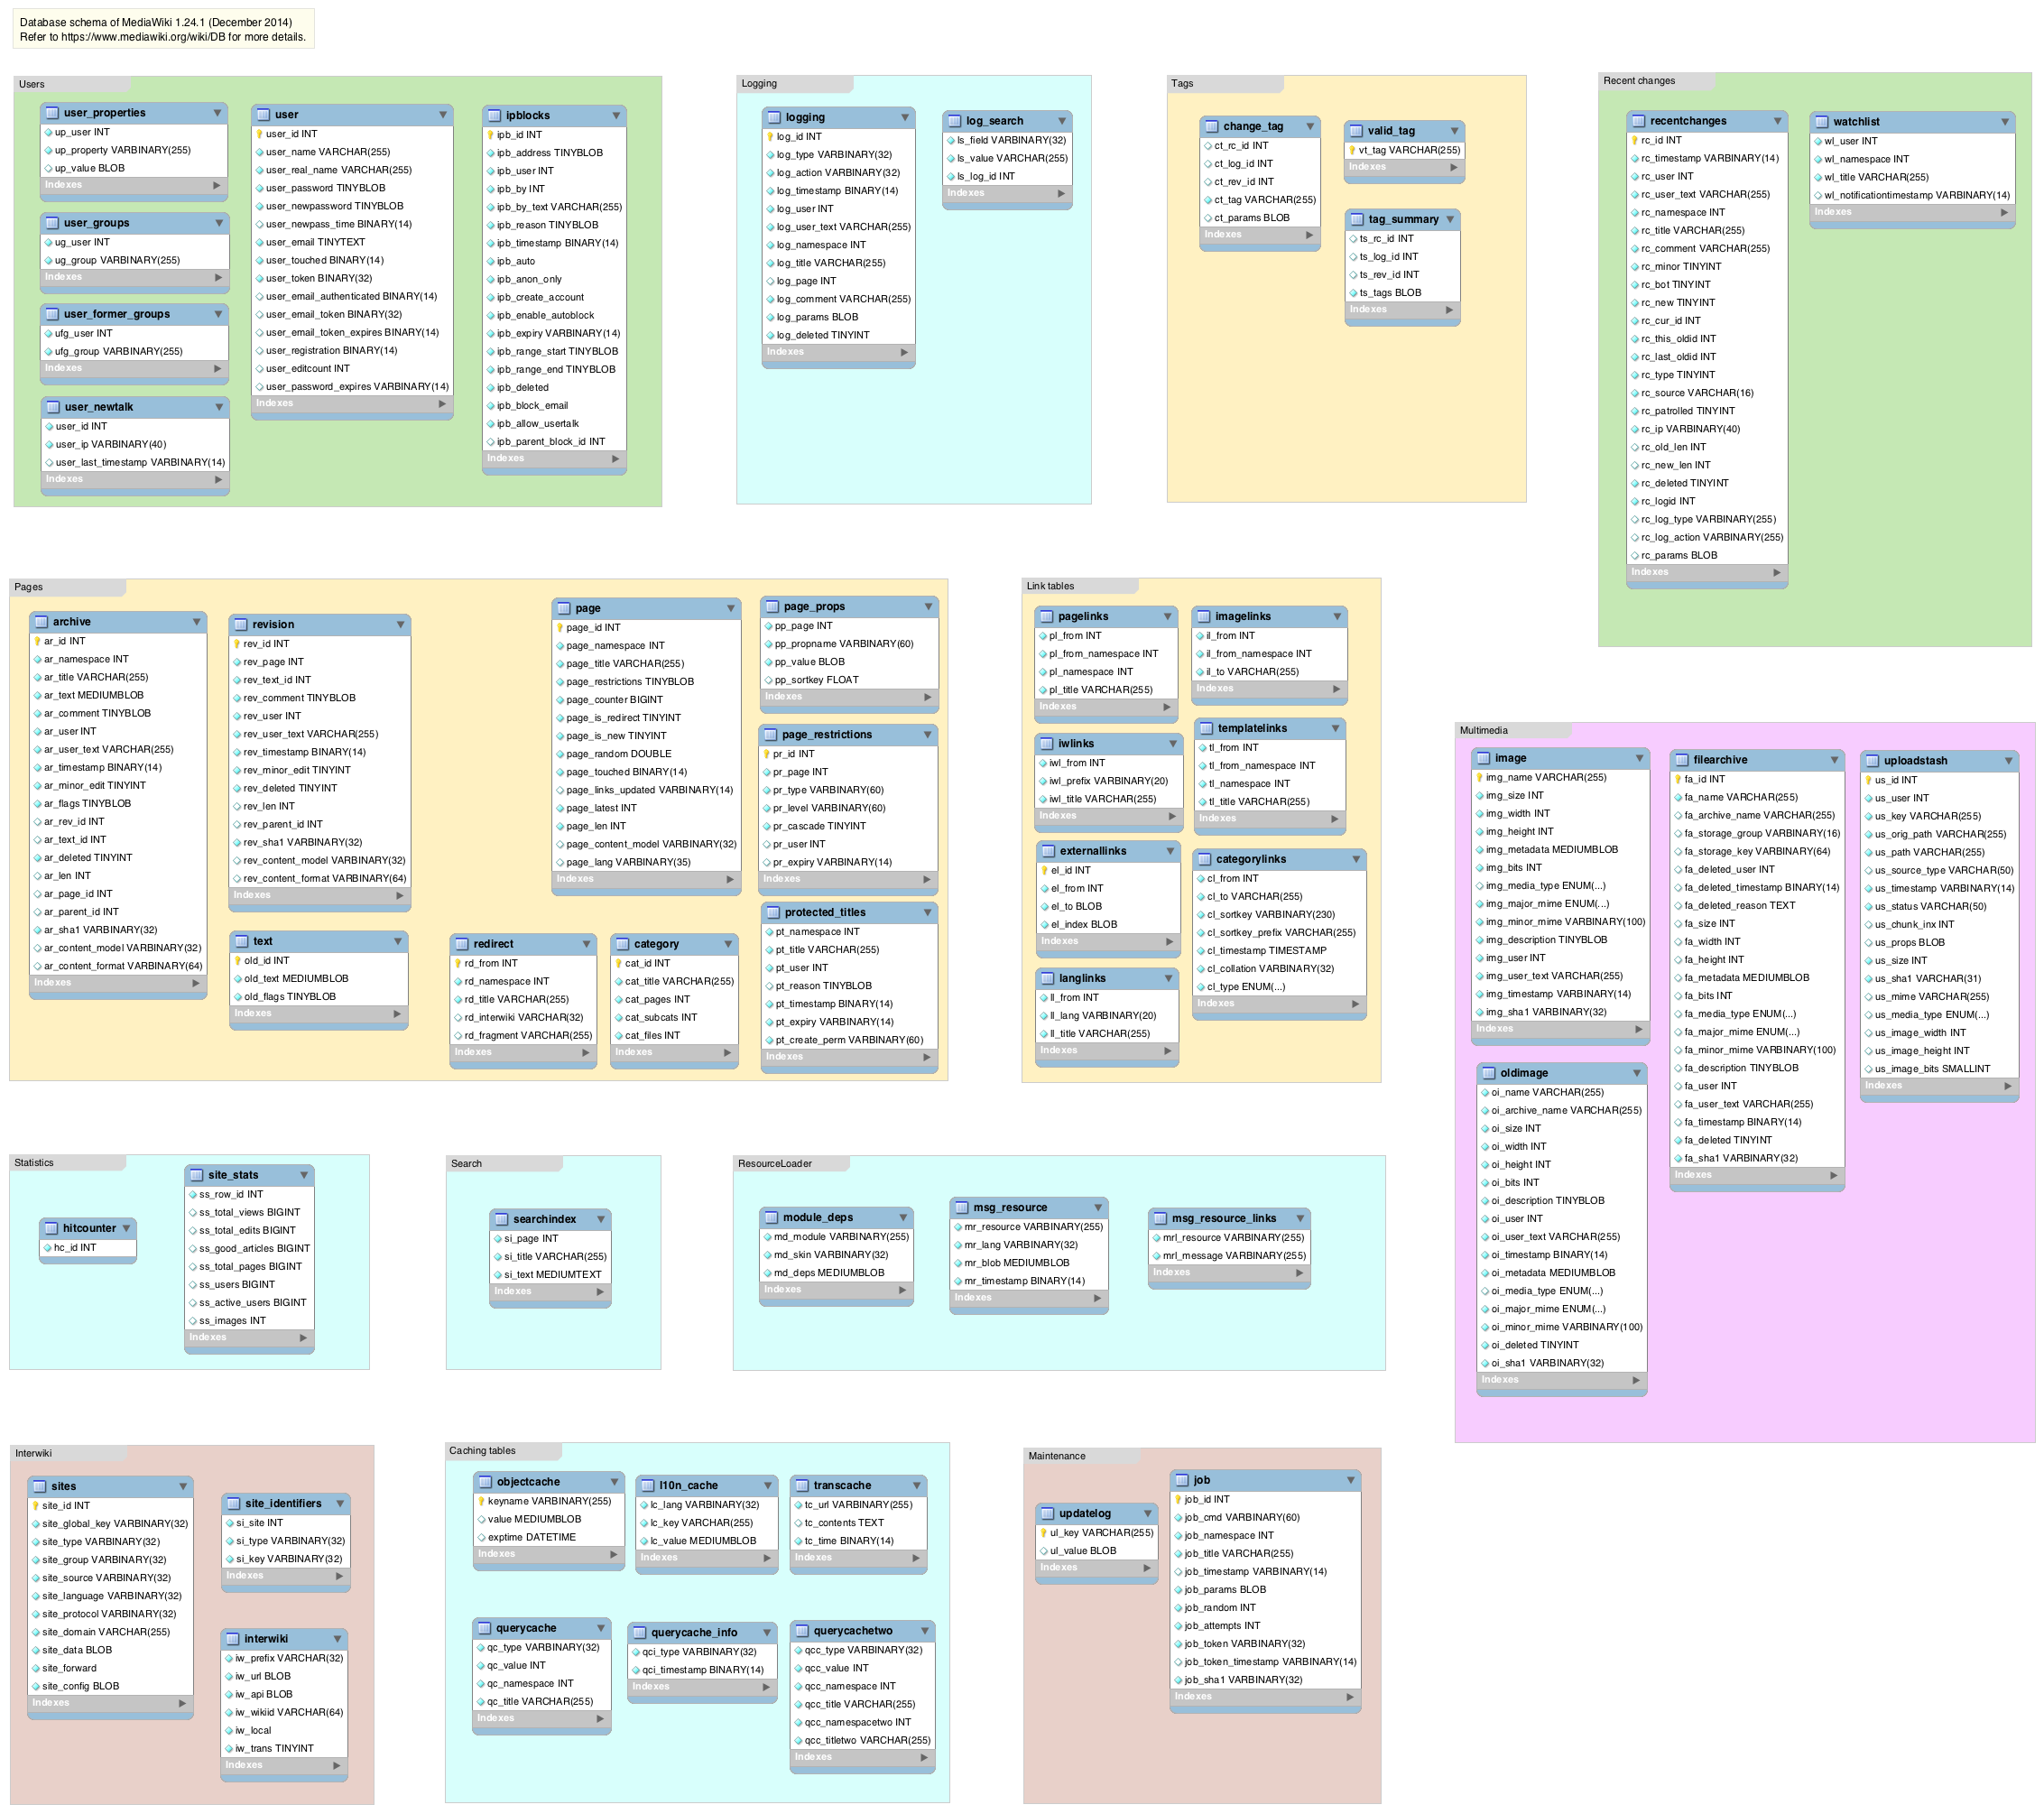 Database schema of MediaWiki 1.24.1 (December 2014)
Refer to https://www.mediawiki.org/wiki/DB for more details.
Users
user_properties
up_user INT
up_property VARBINARY(255)
up_value BLOB
Indexes
user_groups
ug_user INT
ug_group VARBINARY(255)
Indexes
user_former_groups
ufg_user INT
ufg_group VARBINARY(255)
Indexes
user_newtalk
user_id INT
user_ip VARBINARY(40)
user_last_timestamp VARBINARY(14)
Indexes
user
user_id INT
user_name VARCHAR(255)
user_real_name VARCHAR(255)
user_password TINYBLOB
user_newpassword TINYBLOB
user_newpass_time BINARY(14)
user_email TINYTEXT
user_touched BINARY(14)
user_token BINARY(32)
user_email_authenticated BINARY(14)
user_email_token BINARY(32)
user_email_token_expires BINARY(14)
user_registration BINARY(14)
user_editcount INT
user_password_expires VARBINARY(14)
Indexes
ipblocks
ipb_id INT
ipb_address TINYBLOB
ipb_user INT
ipb_by INT
ipb_by_text VARCHAR(255)
ipb_reason TINYBLOB
ipb_timestamp BINARY(14)
ipb_auto
ipb_anon_only
ipb_create_account
ipb_enable_autoblock
ipb_expiry VARBINARY(14)
ipb_range_start TINYBLOB
ipb_range_end TINYBLOB
ipb_deleted
ipb_block_email
ipb_allow_usertalk
ipb_parent_block_id INT
Indexes
Logging
logging
log_id INT
log_type VARBINARY(32)
log_action VARBINARY(32)
log_timestamp BINARY(14)
log_user INT
log_user_text VARCHAR(255)
log_namespace INT
log_title VARCHAR(255)
log_page INT
log_comment VARCHAR(255)
log_params BLOB
log_deleted TINYINT
Indexes
log_search
ls_field VARBINARY(32)
ls_value VARCHAR(255)
ls_log_id INT
Indexes
Tags
change_tag
ct_rc_id INT
ct_log_id INT
ct_rev_id INT
ct_tag VARCHAR(255)
ct_params BLOB
Indexes
valid_tag
vt_tag VARCHAR(255)
Indexes
tag_summary
ts_rc_id INT
ts_log_id INT
ts_rev_id INT
ts_tags BLOB
Indexes
Recent changes
recentchanges
rc_id INT
rc_timestamp VARBINARY(14)
rc_user INT
rc_user_text VARCHAR(255)
rc_namespace INT
rc_title VARCHAR(255)
rc_comment VARCHAR(255)
rc_minor TINYINT
rc_bot TINYINT
rc_new TINYINT
rc_cur_id INT
rc_this_oldid INT
rc_last_oldid INT
rc_type TINYINT
rc_source VARCHAR(16)
rc_patrolled TINYINT
rc_ip VARBINARY(40)
rc_old_len INT
rc_new_len INT
rc_deleted TINYINT
rc_logid INT
rc_log_type VARBINARY(255)
rc_log_action VARBINARY(255)
rc_params BLOB
Indexes
watchlist
wl_user INT
wl_namespace INT
wl_title VARCHAR(255)
wl_notificationtimestamp VARBINARY(14)
Indexes
Pages
archive
ar_id INT
ar_namespace INT
ar_title VARCHAR(255)
ar_text MEDIUMBLOB
ar_comment TINYBLOB
ar_user INT
ar_user_text VARCHAR(255)
ar_timestamp BINARY(14)
ar_minor_edit TINYINT
ar_flags TINYBLOB
ar_rev_id INT
ar_text_id INT
ar_deleted TINYINT
ar_len INT
ar_page_id INT
ar_parent_id INT
ar_sha1 VARBINARY(32)
ar_content_model VARBINARY(32)
ar_content_format VARBINARY(64)
Indexes
revision
rev_id INT
rev_page INT
rev_text_id INT
rev_comment TINYBLOB
rev_user INT
rev_user_text VARCHAR(255)
rev_timestamp BINARY(14)
rev_minor_edit TINYINT
rev_deleted TINYINT
rev_len INT
rev_parent_id INT
rev_sha1 VARBINARY(32)
rev_content_model VARBINARY(32)
rev_content_format VARBINARY(64)
Indexes
text
old_id INT
old_text MEDIUMBLOB
old_flags TINYBLOB
Indexes
page
page_id INT
page_namespace INT
page_title VARCHAR(255)
page_restrictions TINYBLOB
page_counter BIGINT
page_is_redirect TINYINT
page_is_new TINYINT
page_random DOUBLE
page_touched BINARY(14)
page_links_updated VARBINARY(14)
page_latest INT
page_len INT
page_content_model VARBINARY(32)
page_lang VARBINARY(35)
Indexes
redirect
rd_from INT
rd_namespace INT
rd_title VARCHAR(255)
rd_interwiki VARCHAR(32)
rd_fragment VARCHAR(255)
Indexes
category
cat_id INT
cat_title VARCHAR(255)
cat_pages INT
cat_subcats INT
cat_files INT
Indexes
page_props
pp_page INT
pp_propname VARBINARY(60)
pp_value BLOB
pp_sortkey FLOAT
Indexes
page_restrictions
pr_id INT
pr_page INT
pr_type VARBINARY(60)
pr_level VARBINARY(60)
pr_cascade TINYINT
pr_user INT
pr_expiry VARBINARY(14)
Indexes
protected_titles
pt_namespace INT
pt_title VARCHAR(255)
pt_user INT
pt_reason TINYBLOB
pt_timestamp BINARY(14)
pt_expiry VARBINARY(14)
pt_create_perm VARBINARY(60)
Indexes
Link tables
pagelinks
pl_from INT
pl_from_namespace INT
pl_namespace INT
pl_title VARCHAR(255)
Indexes
iwlinks
iwl_from INT
iwl_prefix VARBINARY(20)
iwl_title VARCHAR(255)
Indexes
externallinks
el_id INT
el_from INT
el_to BLOB
el_index BLOB
Indexes
langlinks
ll_from INT
ll_lang VARBINARY(20)
ll_title VARCHAR(255)
Indexes
imagelinks
il_from INT
il_from_namespace INT
il_to VARCHAR(255)
Indexes
templatelinks
tl_from INT
tl_from_namespace INT
tl_namespace INT
tl_title VARCHAR(255)
Indexes
categorylinks
cl_from INT
cl_to VARCHAR(255)
cl_sortkey VARBINARY(230)
cl_sortkey_prefix VARCHAR(255)
cl_timestamp TIMESTAMP
cl_collation VARBINARY(32)
cl_type ENUM(...)
Indexes
Multimedia
image
img_name VARCHAR(255)
img_size INT
img_width INT
img_height INT
img_metadata MEDIUMBLOB
img_bits INT
img_media_type ENUM(...)
img_major_mime ENUM(...)
img_minor_mime VARBINARY(100)
img_description TINYBLOB
img_user INT
img_user_text VARCHAR(255)
img_timestamp VARBINARY(14)
img_sha1 VARBINARY(32)
Indexes
oldimage
oi_name VARCHAR(255)
oi_archive_name VARCHAR(255)
oi_size INT
oi_width INT
oi_height INT
oi_bits INT
oi_description TINYBLOB
oi_user INT
oi_user_text VARCHAR(255)
oi_timestamp BINARY(14)
oi_metadata MEDIUMBLOB
oi_media_type ENUM(...)
oi_major_mime ENUM(...)
oi_minor_mime VARBINARY(100)
oi_deleted TINYINT
oi_sha1 VARBINARY(32)
Indexes
filearchive
fa_id INT
fa_name VARCHAR(255)
fa_archive_name VARCHAR(255)
fa_storage_group VARBINARY(16)
fa_storage_key VARBINARY(64)
fa_deleted_user INT
fa_deleted_timestamp BINARY(14)
fa_deleted_reason TEXT
fa_size INT
fa_width INT
fa_height INT
fa_metadata MEDIUMBLOB
fa_bits INT
fa_media_type ENUM(...)
fa_major_mime ENUM(...)
fa_minor_mime VARBINARY(100)
fa_description TINYBLOB
fa_user INT
fa_user_text VARCHAR(255)
fa_timestamp BINARY(14)
fa_deleted TINYINT
fa_sha1 VARBINARY(32)
Indexes
uploadstash
us_id INT
us_user INT
us_key VARCHAR(255)
us_orig_path VARCHAR(255)
us_path VARCHAR(255)
us_source_type VARCHAR(50)
us_timestamp VARBINARY(14)
us_status VARCHAR(50)
us_chunk_inx INT
us_props BLOB
us_size INT
us_sha1 VARCHAR(31)
us_mime VARCHAR(255)
us_media_type ENUM(...)
us_image_width INT
us_image_height INT
us_image_bits SMALLINT
Indexes
Statistics
hitcounter
hc_id INT
site_stats
ss_row_id INT
ss_total_views BIGINT
ss_total_edits BIGINT
ss_good_articles BIGINT
ss_total_pages BIGINT
ss_users BIGINT
ss_active_users BIGINT
ss_images INT
Indexes
Search
searchindex
si_page INT
si_title VARCHAR(255)
si_text MEDIUMTEXT
Indexes
ResourceLoader
module_deps
md_module VARBINARY(255)
md_skin VARBINARY(32)
md_deps MEDIUMBLOB
Indexes
msg_resource
mr_resource VARBINARY(255)
mr_lang VARBINARY(32)
mr_blob MEDIUMBLOB
mr_timestamp BINARY(14)
Indexes
msg_resource_links
mrl_resource VARBINARY(255)
mrl_message VARBINARY(255)
Indexes
Interwiki
sites
site_id INT
site_global_key VARBINARY(32)
site_type VARBINARY(32)
site_group VARBINARY(32)
site_source VARBINARY(32)
site_language VARBINARY(32)
site_protocol VARBINARY(32)
site_domain VARCHAR(255)
site_data BLOB
site_forward
site_config BLOB
Indexes
site_identifiers
si_site INT
si_type VARBINARY(32)
si_key VARBINARY(32)
Indexes
interwiki
iw_prefix VARCHAR(32)
iw_url BLOB
iw_api BLOB
iw_wikiid VARCHAR(64)
iw_local
iw_trans TINYINT
Indexes
Caching tables
objectcache
keyname VARBINARY(255)
value MEDIUMBLOB
exptime DATETIME
Indexes
l10n_cache
lc_lang VARBINARY(32)
lc_key VARCHAR(255)
lc_value MEDIUMBLOB
Indexes
transcache
tc_url VARBINARY(255)
tc_contents TEXT
tc_time BINARY(14)
Indexes
querycache
qc_type VARBINARY(32)
qc_value INT
qc_namespace INT
qc_title VARCHAR(255)
Indexes
querycache_info
qci_type VARBINARY(32)
qci_timestamp BINARY(14)
Indexes
querycachetwo
qcc_type VARBINARY(32)
qcc_value INT
qcc_namespace INT
qcc_title VARCHAR(255)
qcc_namespacetwo INT
qcc_titletwo VARCHAR(255)
Indexes
Maintenance
updatelog
ul_key VARCHAR(255)
ul_value BLOB
Indexes
job
job_id INT
job_cmd VARBINARY(60)
job_namespace INT
job_title VARCHAR(255)
job_timestamp VARBINARY(14)
job_params BLOB
job_random INT
job_attempts INT
job_token VARBINARY(32)
job_token_timestamp VARBINARY(14)
job_sha1 VARBINARY(32)
Indexes